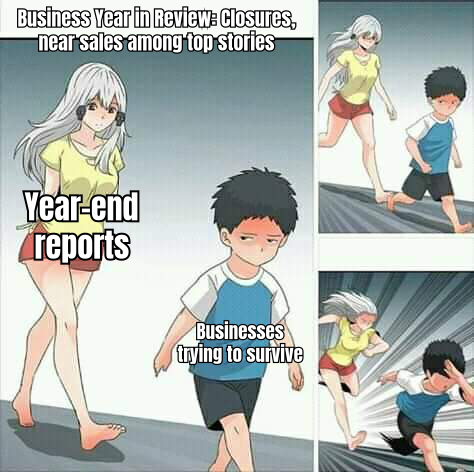 Business Year in Review: Closures,
near sales among top stories
Year-end
reports
Businesses
trying to survive